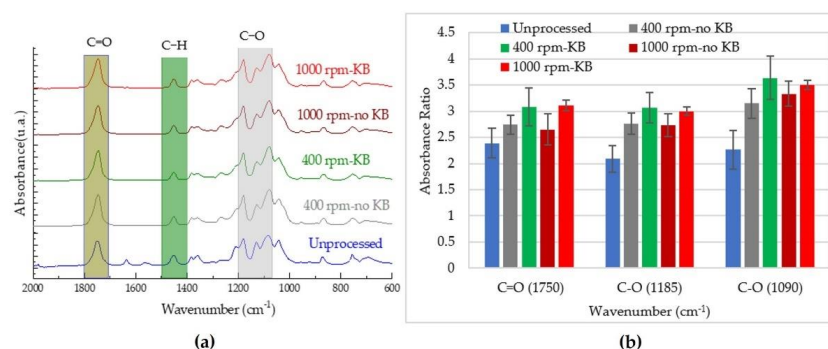 C=O
C−H
C−O
1000 rpm-KB
1000 rpm-no KB
400 rpm-KB
400 rpm-no KB
Unprocessed
Absorbance(u.a.)
2000 1800 1600 1400 1200 1000 800 600
Wavenumber (cm-1)
(a)
Unprocessed
400 rpm-no KB
400 rpm-KB
1000 rpm-no KB
1000 rpm-KB
Absorbance Ratio
4.5
4
3.5
3
2.5
2
1.5
1
0.5
0
C=O (1750) C-O (1185) C-O (1090)
Wavenumber (cm-1)
(b)